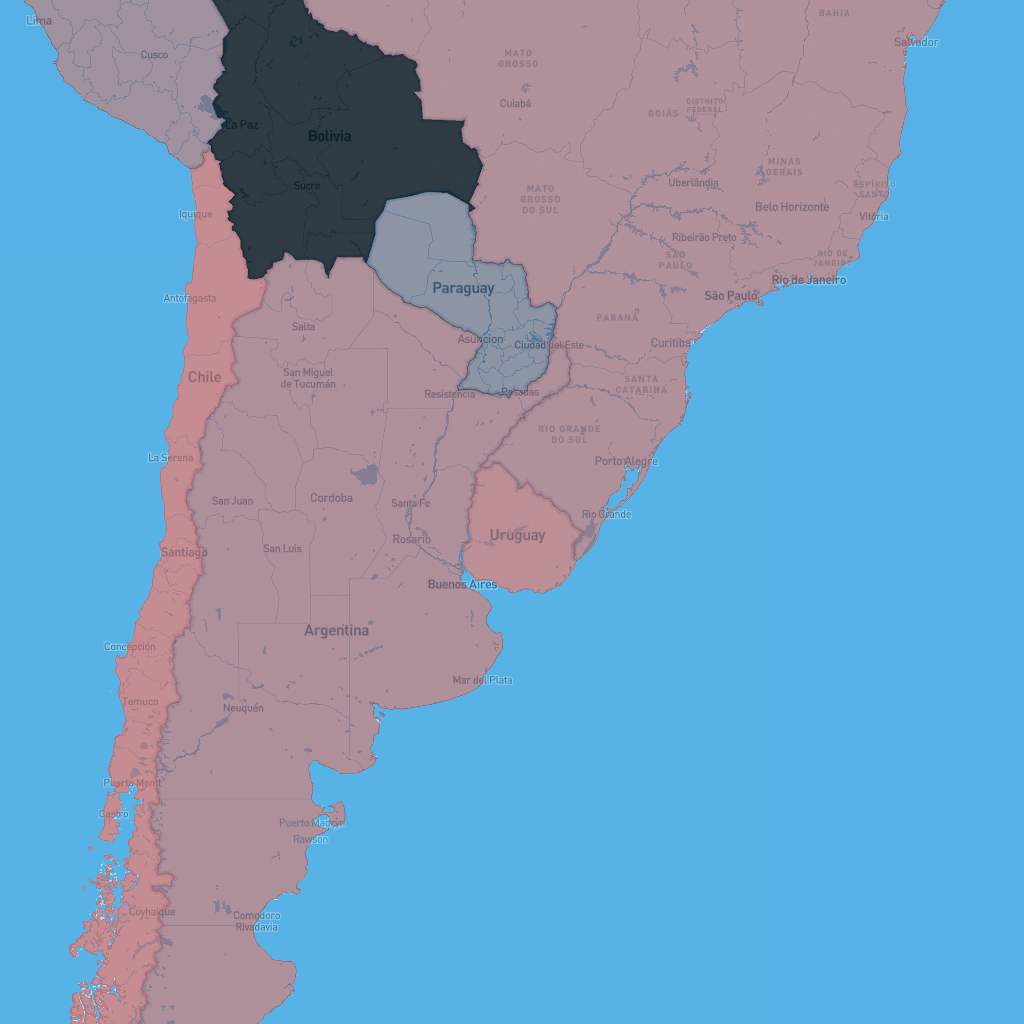 BAHIA
Lima
MATO
GROSSO
Salvador
Cusco
Cuiabá
DISTRITO
FEDERAL
GOIÁS
La Paz
Bolivia
MINAS
GERAIS
Sucre
Uberlândia
ESPÍRITO
SANTO
MATO
GROSSO
DO SUL
Belo Horizonte
Iquique
Vitória
Ribeirão Preto
SÃO
PAULO
RIO DE
JANEIRO
Rio de Janeiro
Paraguay
Antofagasta
São Paulo
PARANÁ
Salta
Asuncion
Ciudad del Este
Curitiba
Chile
San Miguel
de Tucumán
SANTA
CATARINA
Resistencia
Posadas
RIO GRANDE
DO SUL
La Serena
Porto Alegre
San Juan
Cordoba
Santa Fe
Rio Grande
Uruguay
Rosario
Santiago
San Luis
Buenos Aires
Argentina
Concepción
Mar del Plata
Temuco
Neuquén
Puerto Montt
Castro
Puerto Madryn
Rawson
Coyhaique
Comodoro
Rivadavia